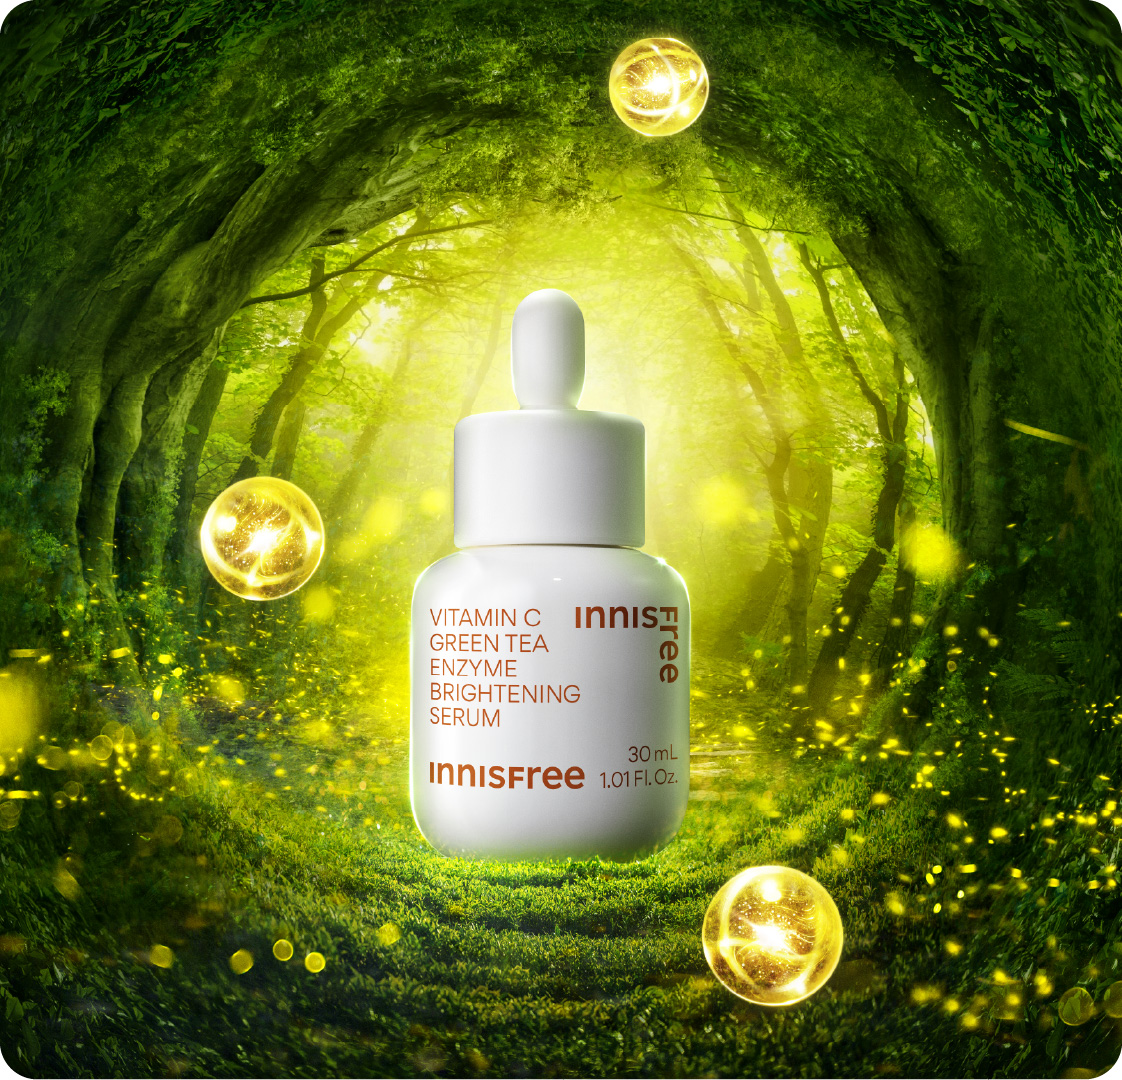 VITAMIN C
GREEN TEA
ENZYME
BRIGHTENING
SERUM
INNISFree
INNISFree
30 mL
1.01 Fl. Oz.